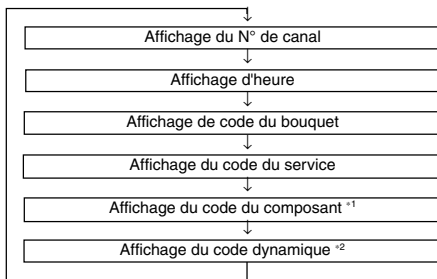 Affichage du N° de canal
Affichage d'heure
Affichage de code du bouquet
Affichage du code du service
Affichage du code du composant *1
Affichage du code dynamique *2